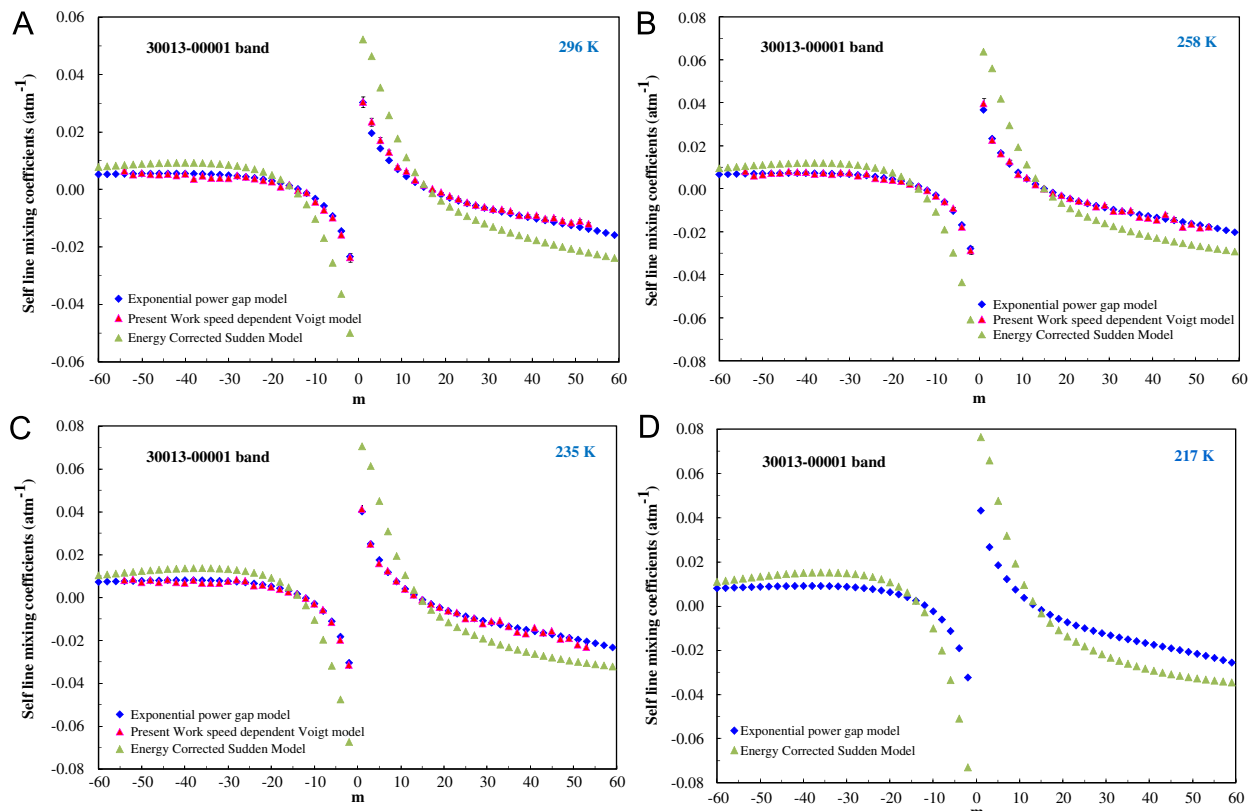 A
0.06
0.04
0.02
0.00
-0.02
-0.04
-0.06
Self line mixing coefficients (atm⁻¹)
30013-00001 band
296 K
Exponential power gap model
Present Work speed dependent Voigt model
Energy Corrected Sudden Model
-60 -50 -40 -30 -20 -10 0 10 20 30 40 50 60
m
B
0.08
0.06
0.04
0.02
0.00
-0.02
-0.04
-0.06
-0.08
Self line mixing coefficients (atm⁻¹)
30013-00001 band
258 K
Exponential power gap model
Present Work speed dependent Voigt model
Energy Corrected Sudden Model
-60 -50 -40 -30 -20 -10 0 10 20 30 40 50 60
m
C
0.08
0.06
0.04
0.02
0.00
-0.02
-0.04
-0.06
-0.08
Self line mixing coefficients (atm⁻¹)
30013-00001 band
235 K
Exponential power gap model
Present Work speed dependent Voigt model
Energy Corrected Sudden Model
-60 -50 -40 -30 -20 -10 0 10 20 30 40 50 60
m
D
0.08
0.06
0.04
0.02
0.00
-0.02
-0.04
-0.06
-0.08
Self line mixing coefficients (atm⁻¹)
30013-00001 band
217 K
Exponential power gap model
Energy Corrected Sudden Model
-60 -50 -40 -30 -20 -10 0 10 20 30 40 50 60
m